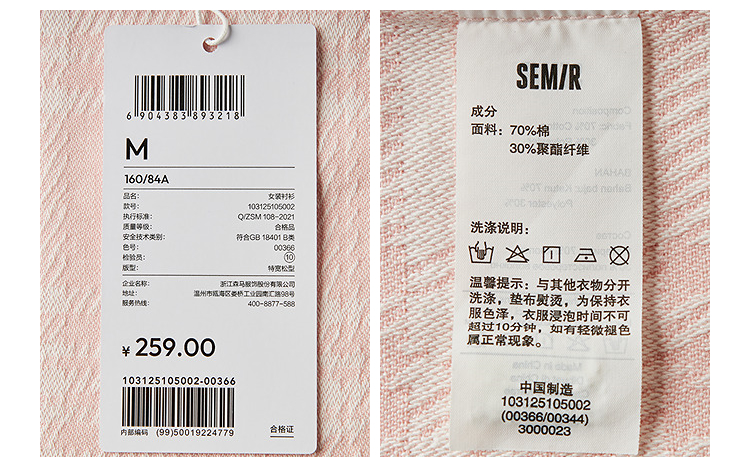 6 904383 893218
M
160/84A
品名: 女装衬衫
款号: 103125105002
执行标准: Q/ZSM 108-2021
质量等级: 合格品
安全技术类别: 符合GB 18401 B类
色号: 00366
检验员: 10
版型: 特宽松型
企业名称: 浙江森马服饰股份有限公司
地址: 温州市瓯海区娄桥工业园南汇路98号
服务热线: 400-8877-588
¥ 259.00
103125105002-00366
内部编码 (99)50019224779
合格证
SEMIR
成分
面料: 70%棉
30%聚酯纤维
洗涤说明:
温馨提示: 与其他衣物分开
洗涤, 垫布熨烫, 为保持衣
服色泽, 衣服浸泡时间不可
超过10分钟, 如有轻微褪色
属正常现象。
中国制造
103125105002
(00366/00344)
3000023